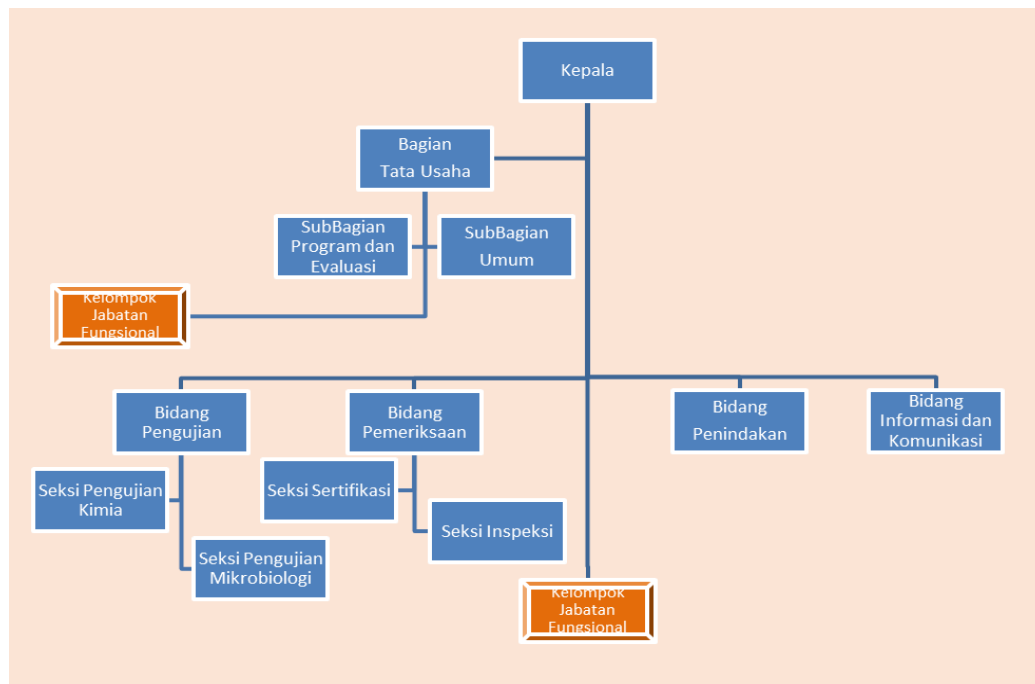 Kepala
Bagian
Tata Usaha
SubBagian
Program dan
Evaluasi
SubBagian
Umum
Kelompok
Jabatan
Fungsional
Bidang
Pengujian
Bidang
Pemeriksaan
Bidang
Penindakan
Bidang
Informasi dan
Komunikasi
Seksi Pengujian
Kimia
Seksi Sertifikasi
Seksi Inspeksi
Seksi Pengujian
Mikrobiologi
Kelompok
Jabatan
Fungsional